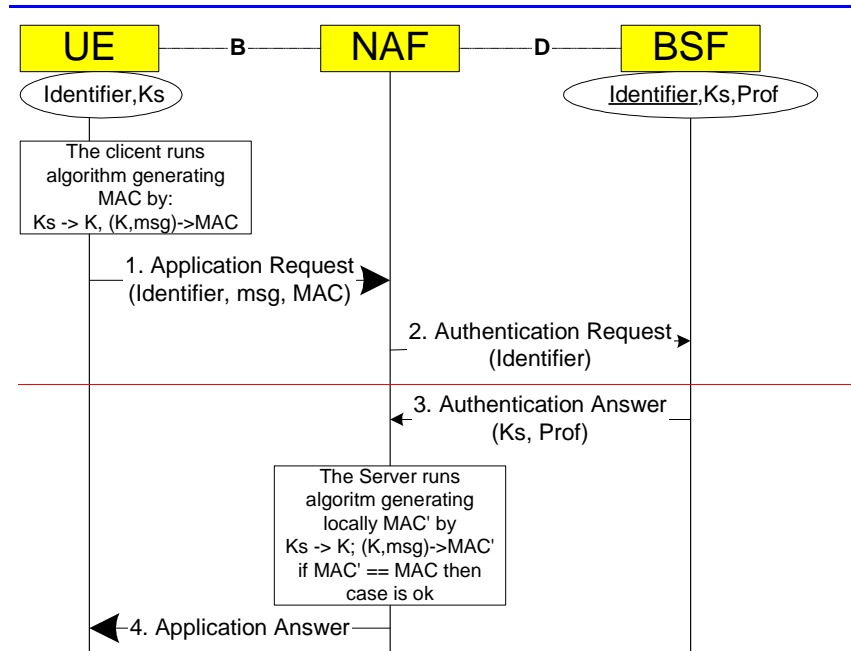 UE
B
NAF
D
BSF
Identifier,Ks
Identifier,Ks,Prof
The clicent runs
algorithm generating
MAC by:
Ks -> K, (K,msg)->MAC
1. Application Request
(Identifier, msg, MAC)
2. Authentication Request
(Identifier)
3. Authentication Answer
(Ks, Prof)
The Server runs
algoritm generating
locally MAC' by
Ks -> K; (K,msg)->MAC'
if MAC' == MAC then
case is ok
4. Application Answer